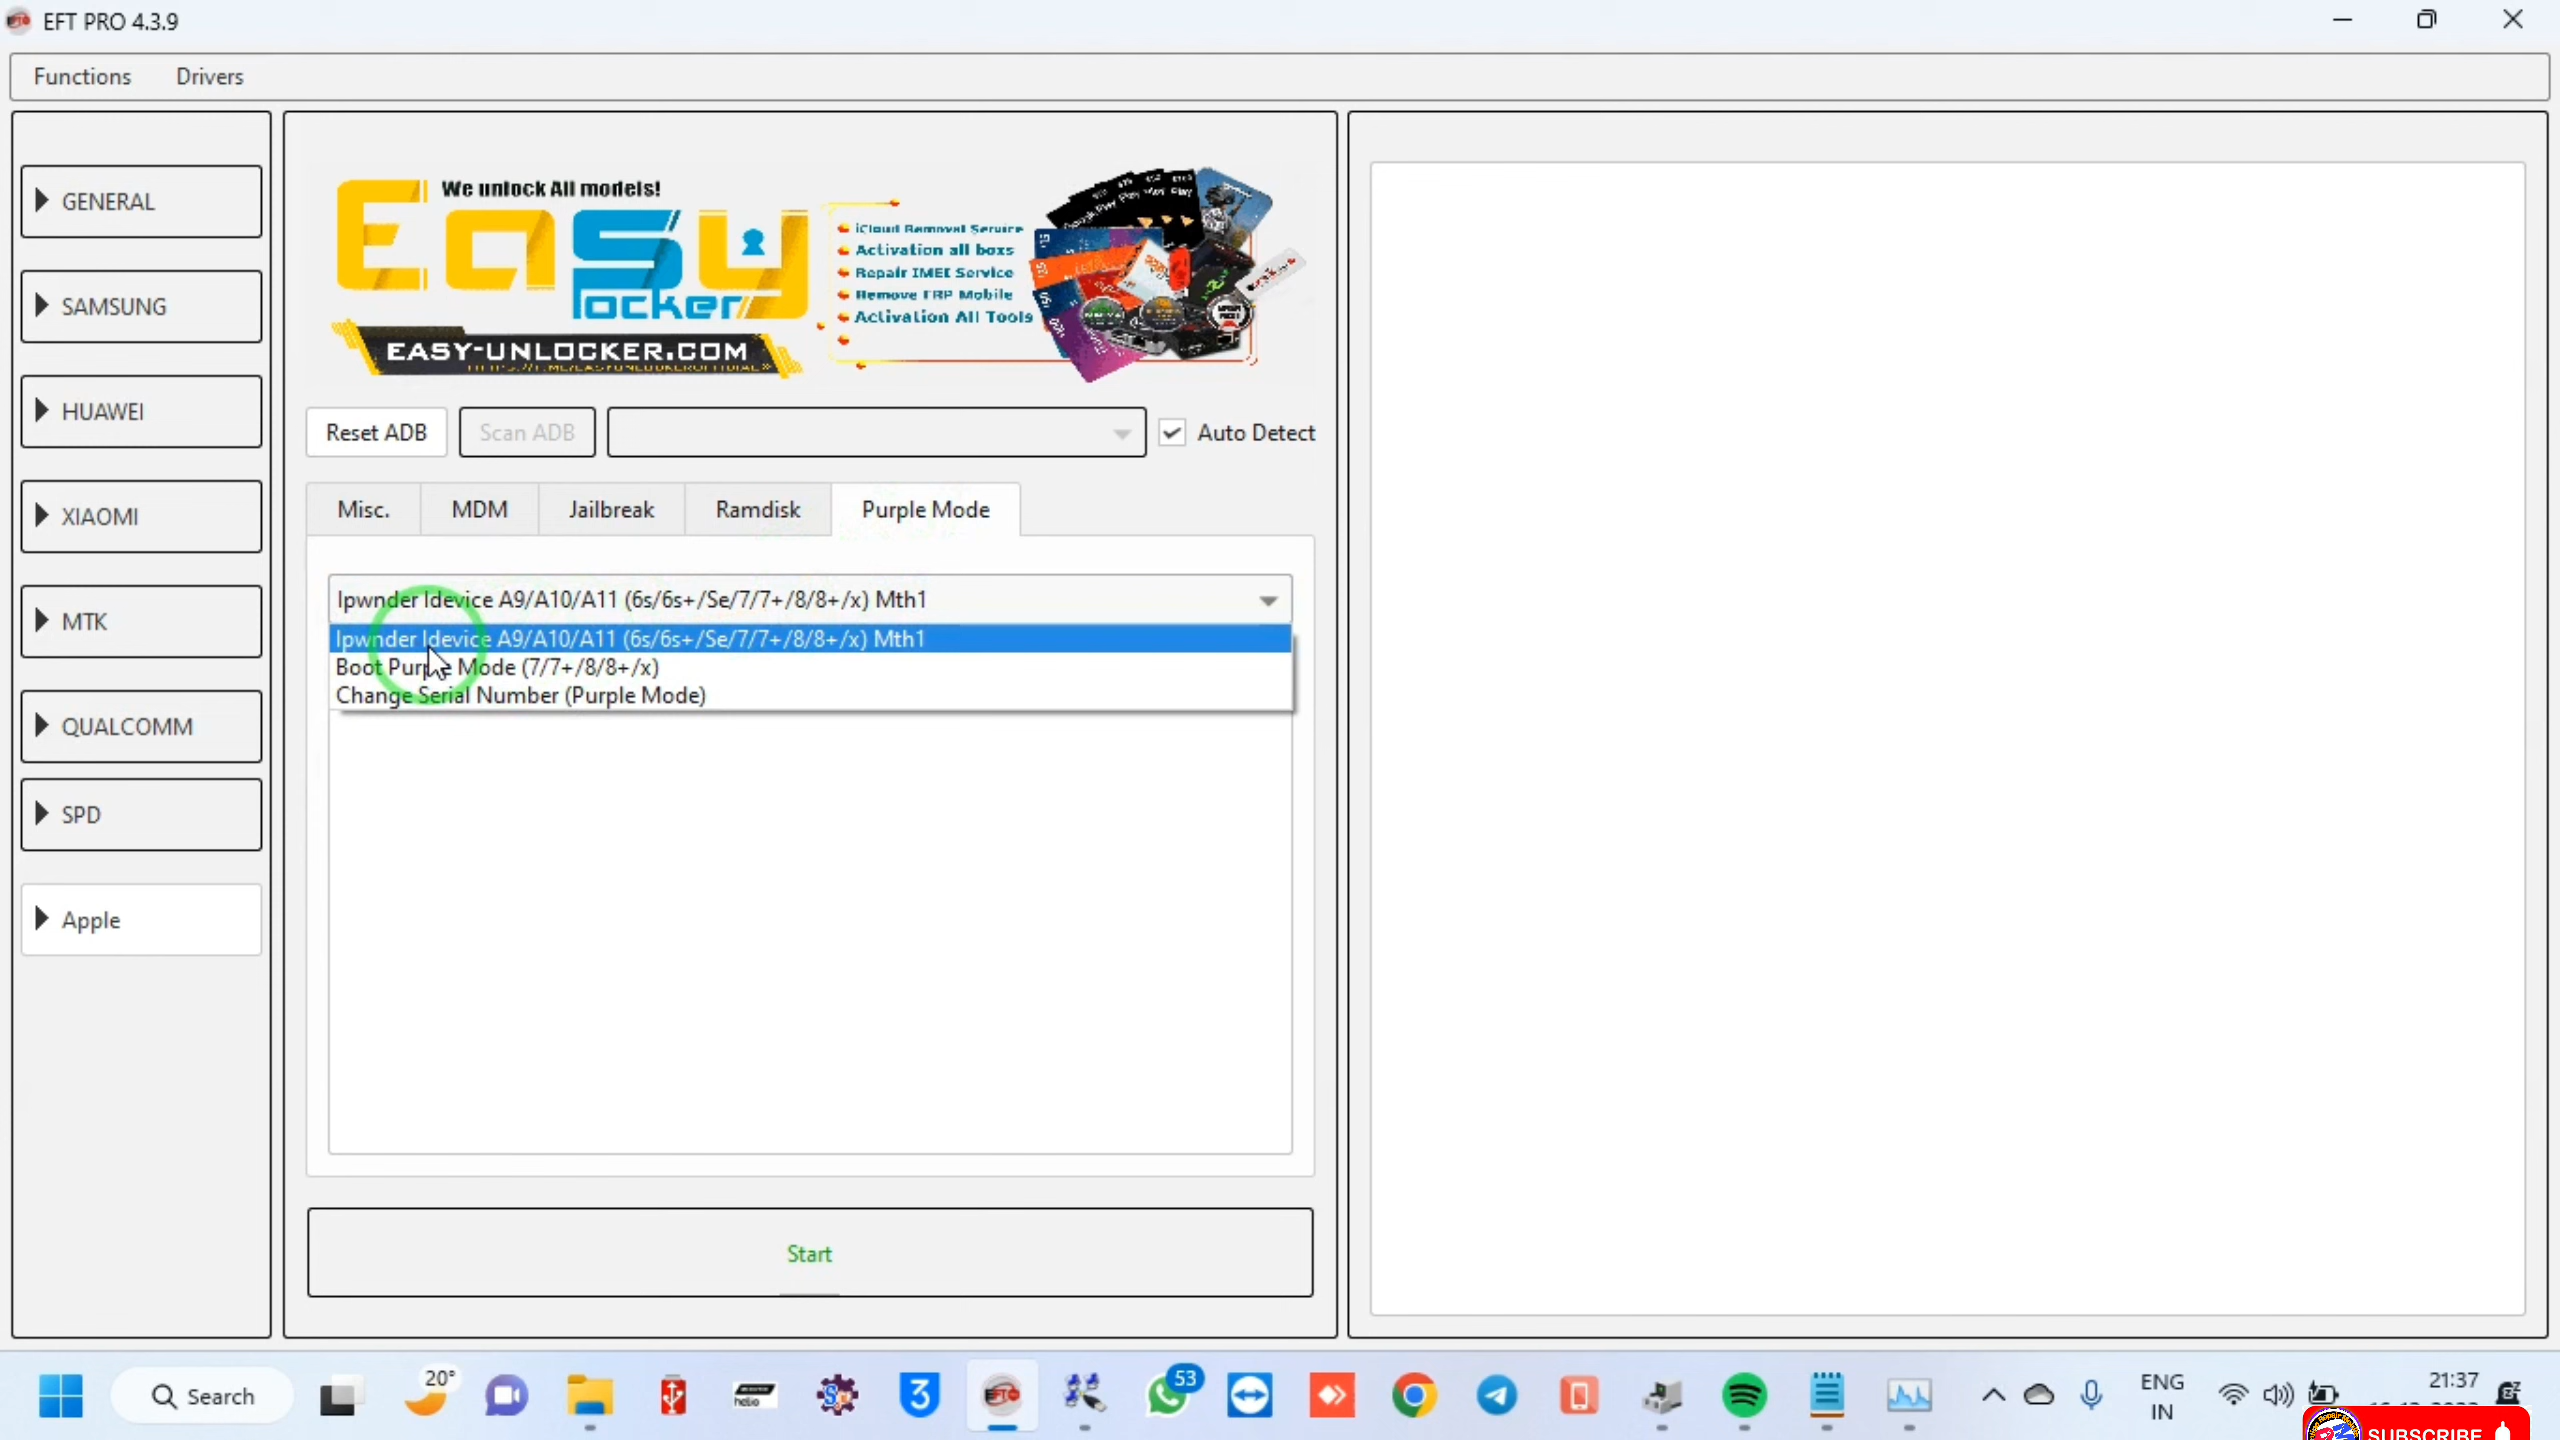 EFT PRO 4.3.9
Functions Drivers
GENERAL
SAMSUNG
HUAWEI
XIAOMI
MTK
QUALCOMM
SPD
Apple
We unlock All models!
Easy
locker
EASY-UNLOCKER.COM
iCloud Removal Service
Activation all boxs
Repair IMEI Service
Remove FRP Mobile
Activation All Tools
Reset ADB Scan ADB Auto Detect
Misc. MDM Jailbreak Ramdisk Purple Mode
Ipwnder Idevice A9/A10/A11 (6s/6s+/Se/7/7+/8/8+/x) Mth1
Ipwnder Idevice A9/A10/A11 (6s/6s+/Se/7/7+/8/8+/x) Mth1
Boot Purple Mode (7/7+/8/8+/x)
Change Serial Number (Purple Mode)
Start
Search
20°
helio
3
EFT
53
ENG
IN
21:37
SUBSCRIBE